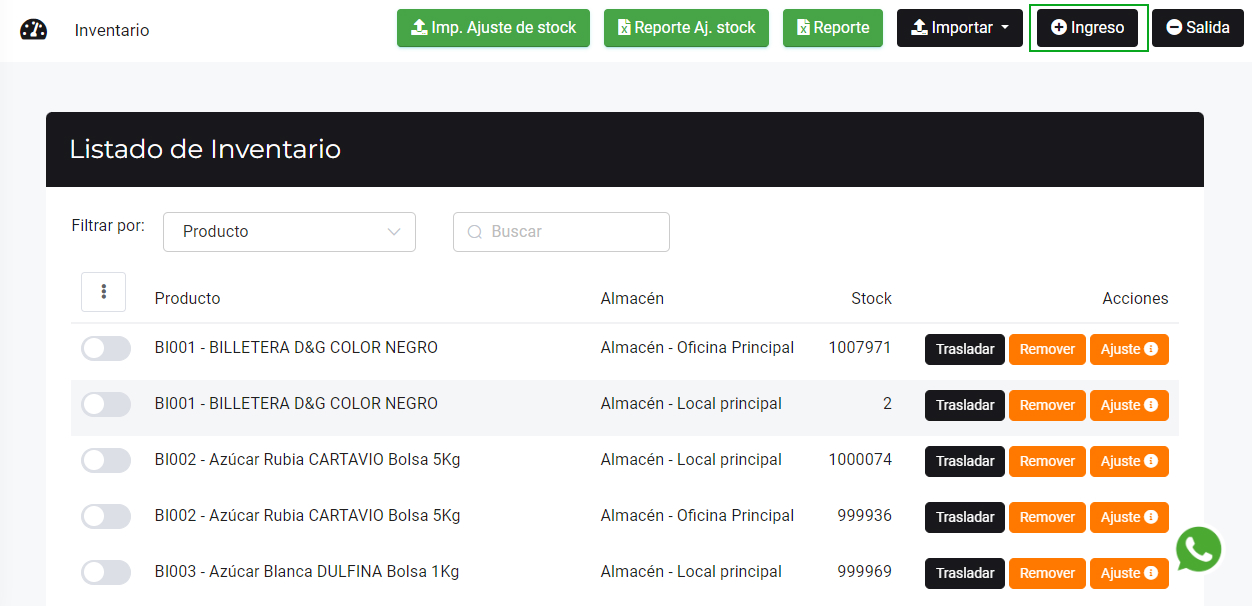 Inventario Imp. Ajuste de stock Reporte Aj. stock Reporte Importar Ingreso Salida
Listado de Inventario
Filtrar por: Producto Buscar
Producto Almacén Stock Acciones
BI001 - BILLETERA D&G COLOR NEGRO Almacén - Oficina Principal 1007971 Trasladar Remover Ajuste
BI001 - BILLETERA D&G COLOR NEGRO Almacén - Local principal 2 Trasladar Remover Ajuste
BI002 - Azúcar Rubia CARTAVIO Bolsa 5Kg Almacén - Local principal 1000074 Trasladar Remover Ajuste
BI002 - Azúcar Rubia CARTAVIO Bolsa 5Kg Almacén - Oficina Principal 999936 Trasladar Remover Ajuste
BI003 - Azúcar Blanca DULFINA Bolsa 1Kg Almacén - Local principal 999969 Trasladar Remover Ajuste